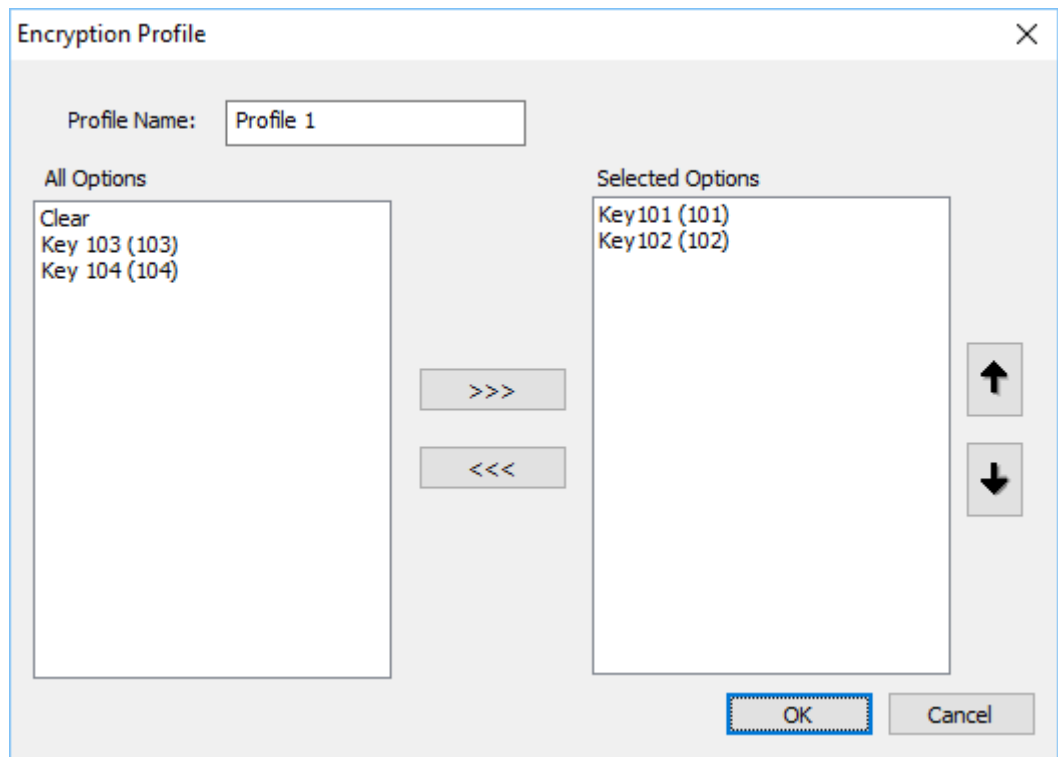 Encryption Profile
Profile Name: Profile 1
All Options
Clear
Key 103 (103)
Key 104 (104)
>>>
<<<
Selected Options
Key101 (101)
Key102 (102)
OK Cancel